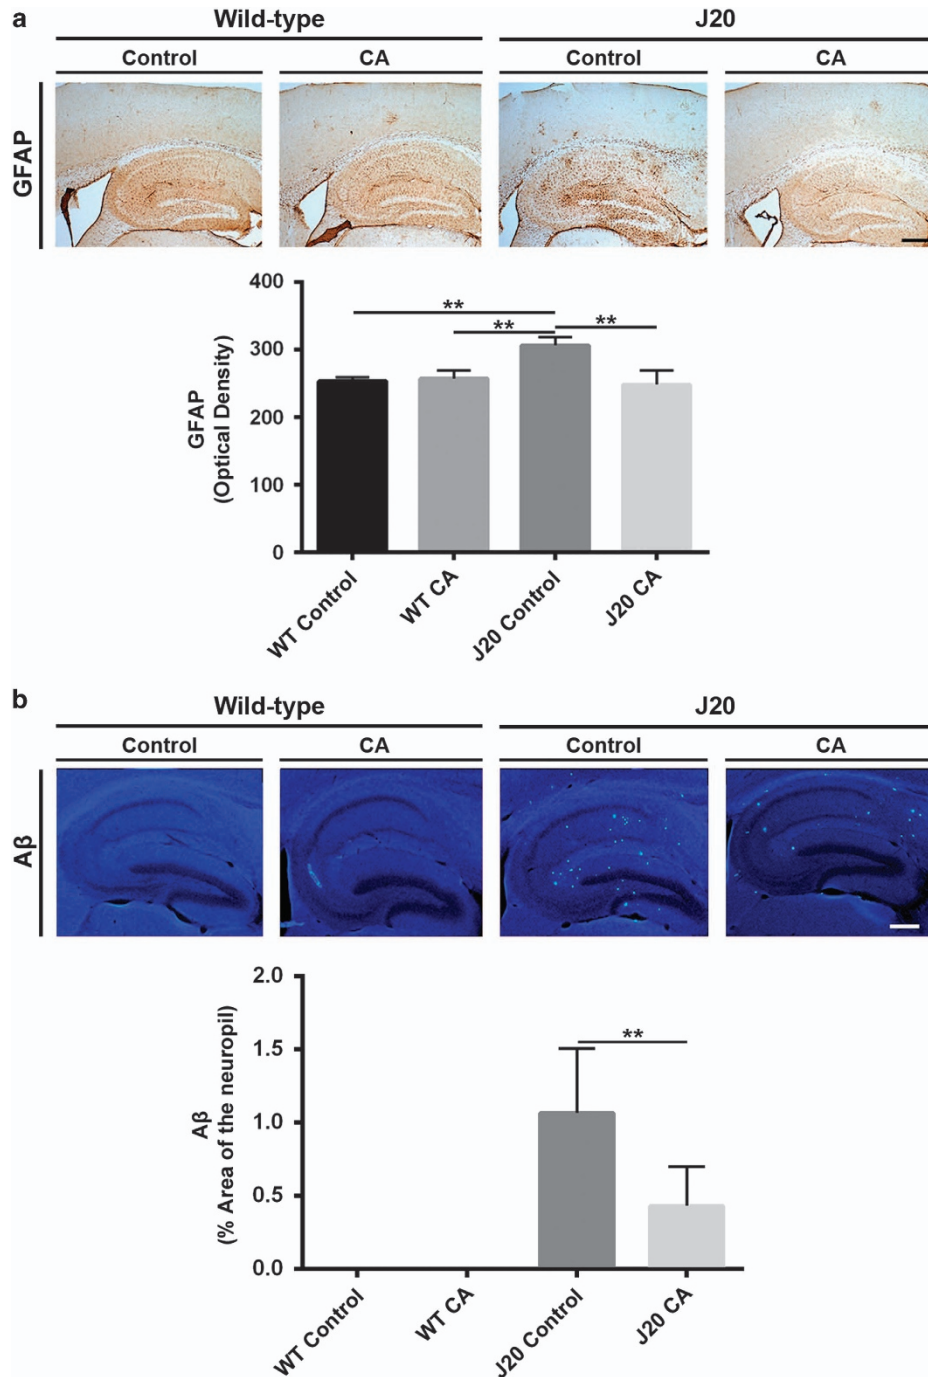 a
Wild-type J20
Control CA Control CA
GFAP
400
** 
** **
300
200
100
0
GFAP
(Optical Density)
WT Control
WT CA
J20 Control
J20 CA
b
Wild-type J20
Control CA Control CA
Aβ
2.0
**
1.5
1.0
0.5
0.0
Aβ
(% Area of the neuropil)
WT Control
WT CA
J20 Control
J20 CA